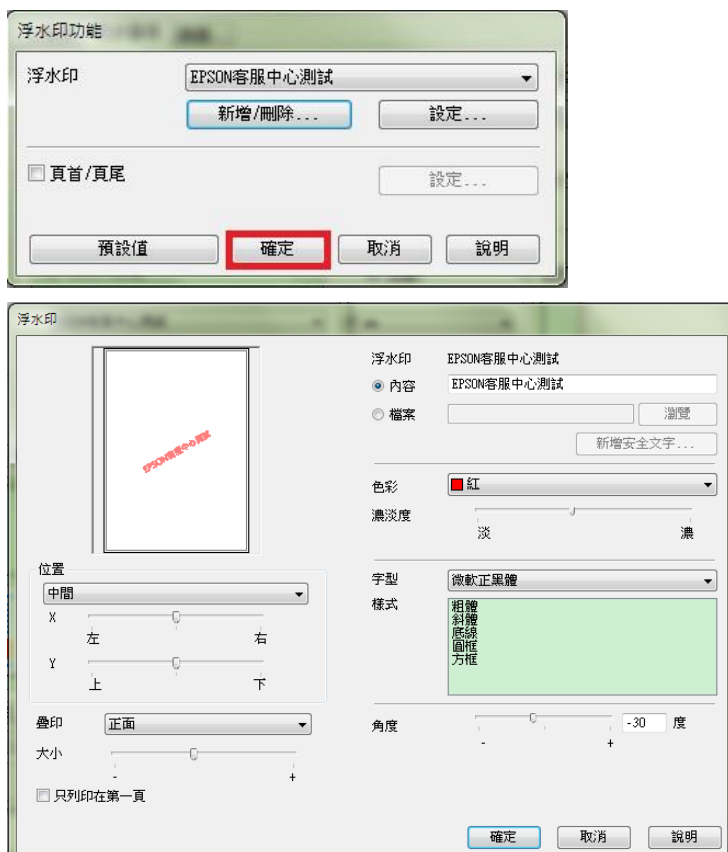 浮水印功能
浮水印 EPSON客服中心測試
新增/刪除... 設定...
頁首/頁尾 設定...
預設值 確定 取消 說明
浮水印
EPSON客服中心測試
浮水印 EPSON客服中心測試
內容 EPSON客服中心測試
檔案 瀏覽
新增安全文字...
色彩 紅
濃淡度
淡 濃
位置
中間
X
左 右
Y
上 下
字型 微軟正黑體
樣式 粗體
斜體
底線
圓框
方框
疊印 正面
大小
- +
只列印在第一頁
角度 -30 度
- +
確定 取消 說明